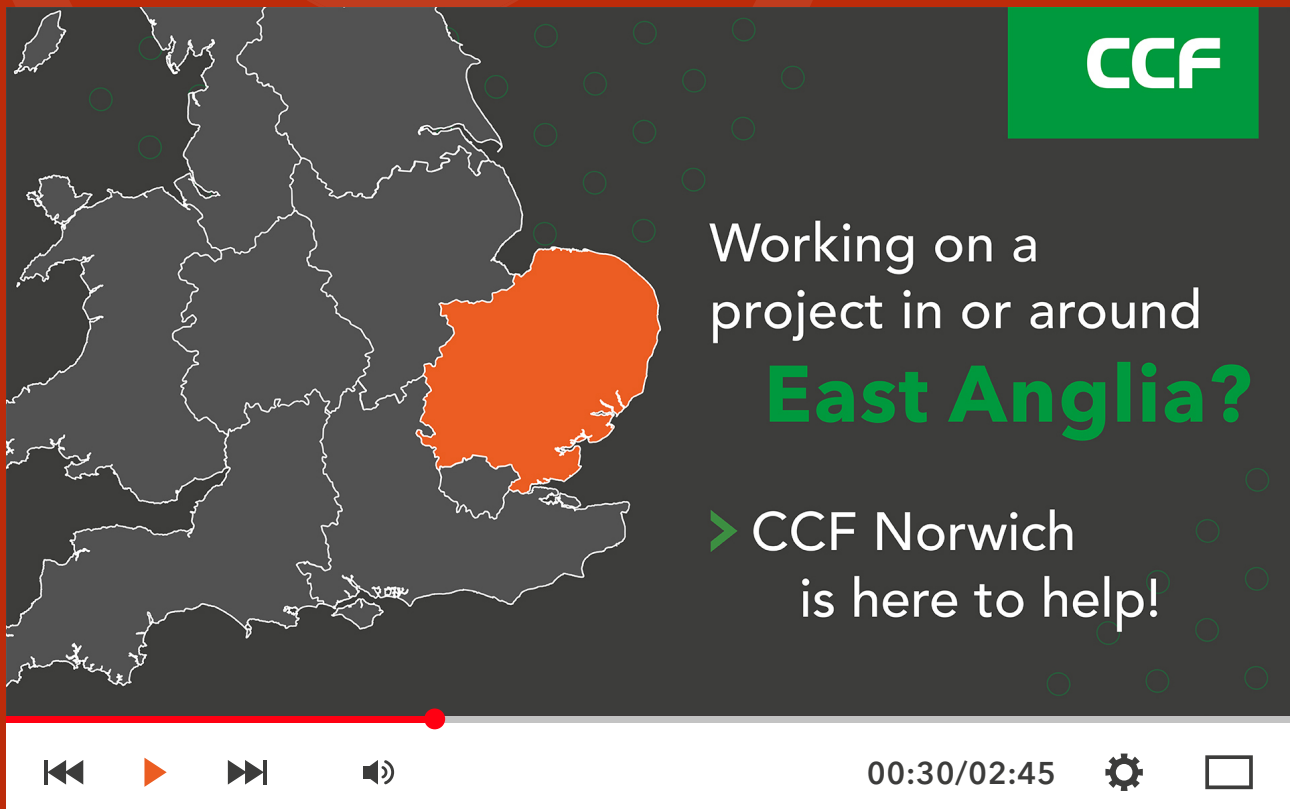 CCF
Working on a
project in or around
East Anglia?
CCF Norwich
is here to help!
00:30/02:45